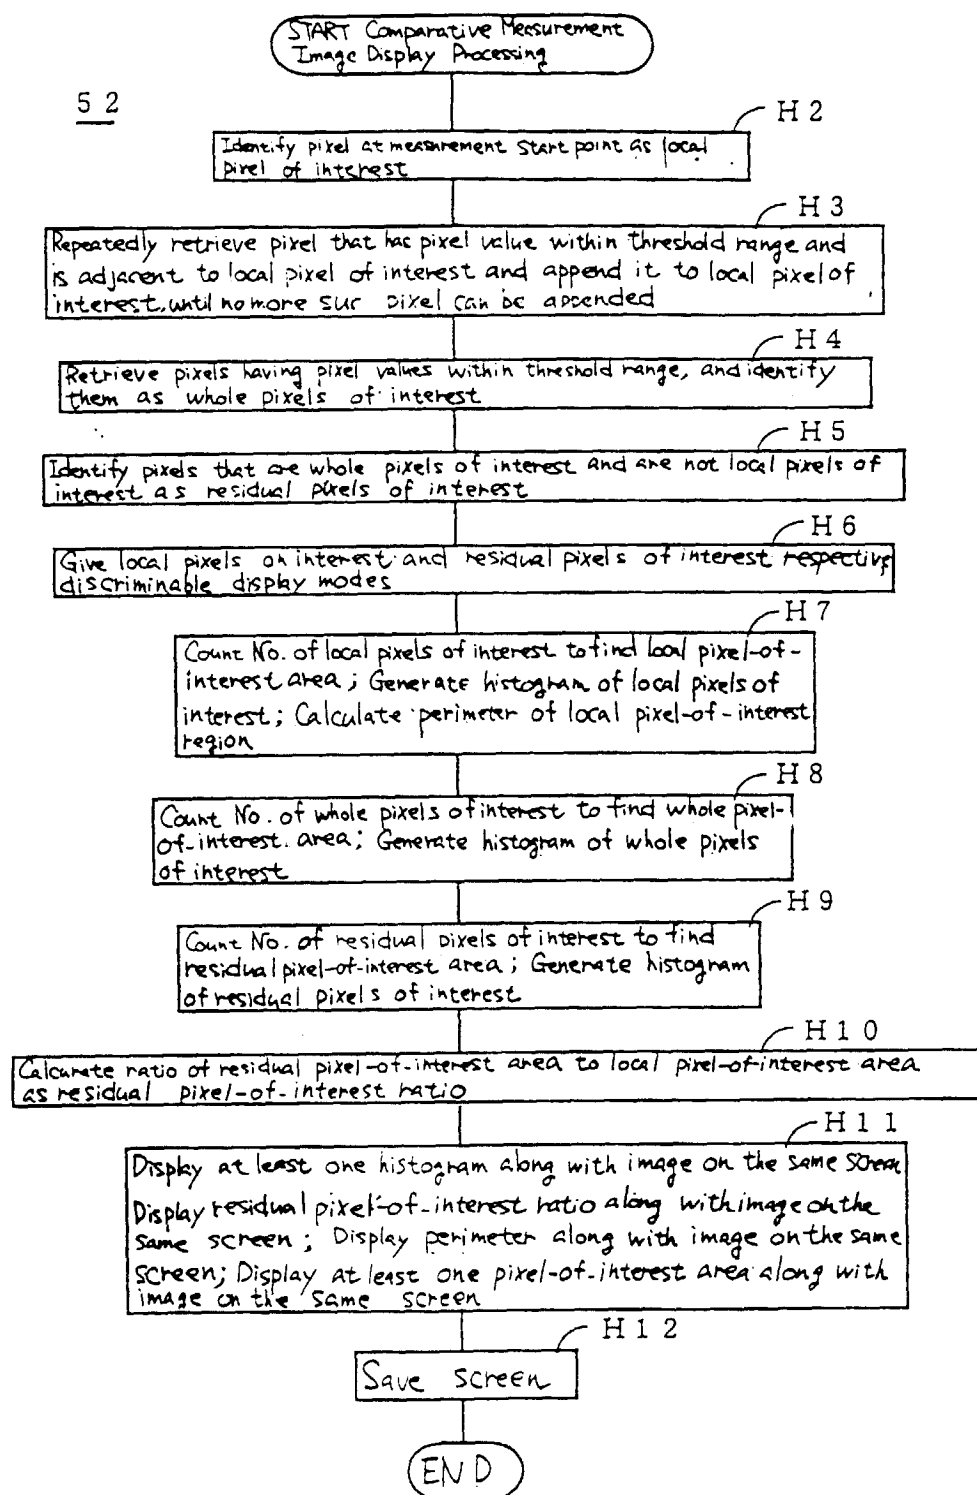 START Comparative Measurement
Image Display Processing
52
H2
Identify pixel at measurement start point as local
pixel of interest
H3
Repeatedly retrieve pixel that has pixel value within threshold range and
is adjacent to local pixel of interest and append it to local pixel of
interest, until no more sur pixel can be appended
H4
Retrieve pixels having pixel values within threshold range, and identify
them as whole pixels of interest
H5
Identify pixels that are whole pixels of interest and are not local pixels of
interest as residual pixels of interest
H6
Give local pixels on interest and residual pixels of interest respective
discriminable display modes
H7
Count No. of local pixels of interest to find local pixel-of-
interest area; Generate histogram of local pixels of
interest; Calculate perimeter of local pixel-of-interest
region
H8
Count No. of whole pixels of interest to find whole pixel-
of-interest area; Generate histogram of whole pixels
of interest
H9
Count No. of residual pixels of interest to find
residual pixel-of-interest area; Generate histogram
of residual pixels of interest
H10
Calcurate ratio of residual pixel-of-interest area to local pixel-of-interest area
as residual pixel-of-interest ratio
H11
Display at least one histogram along with image on the same screen
Display residual pixel-of-interest ratio along with image on the
same screen; Display perimeter along with image on the same
screen; Display at least one pixel-of-interest area along with
image on the same screen
H12
Save screen
END